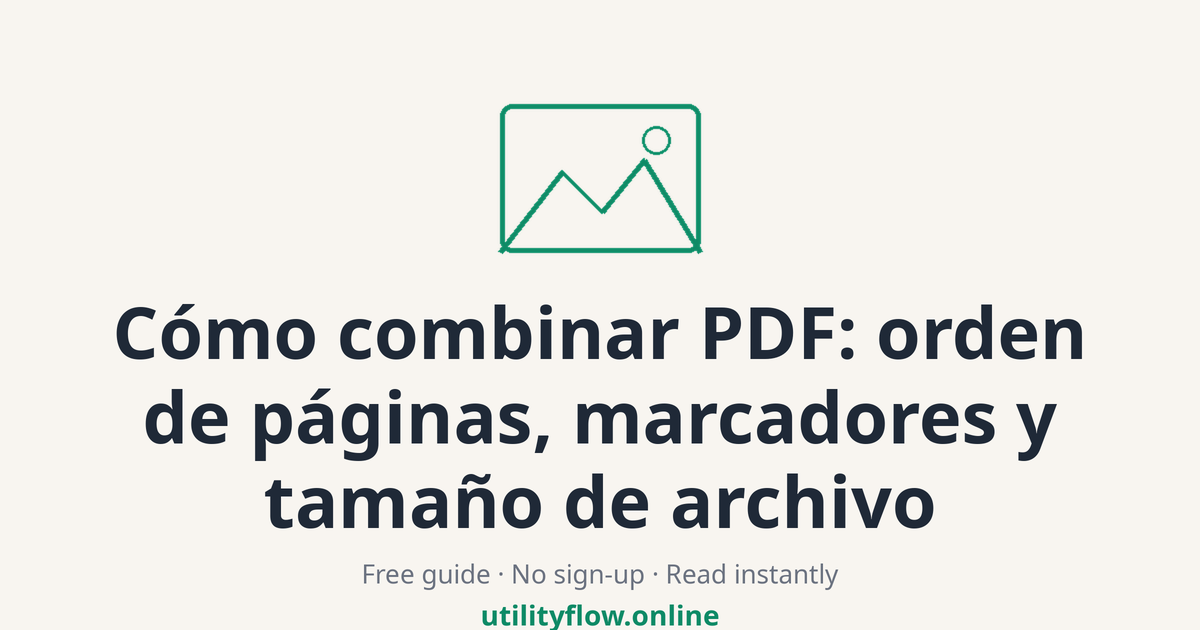 Cómo combinar PDF: orden
de páginas, marcadores y
tamaño de archivo
Free guide · No sign-up · Read instantly
utilityflow.online